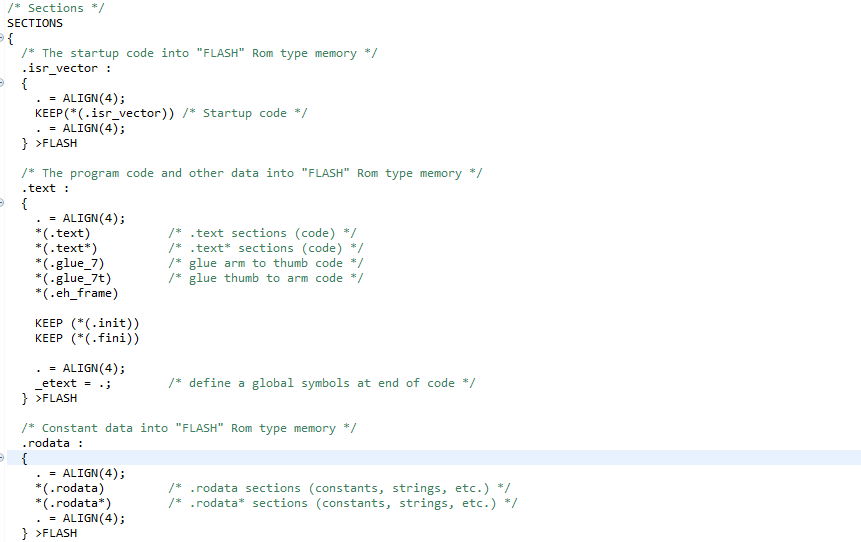 /* Sections */
SECTIONS
{
  /* The startup code into "FLASH" Rom type memory */
  .isr_vector :
  {
    . = ALIGN(4);
    KEEP(*(.isr_vector)) /* Startup code */
    . = ALIGN(4);
  } >FLASH

  /* The program code and other data into "FLASH" Rom type memory */
  .text :
  {
    . = ALIGN(4);
    *(.text)           /* .text sections (code) */
    *(.text*)          /* .text* sections (code) */
    *(.glue_7)         /* glue arm to thumb code */
    *(.glue_7t)        /* glue thumb to arm code */
    *(.eh_frame)

    KEEP (*(.init))
    KEEP (*(.fini))

    . = ALIGN(4);
    _etext = .;        /* define a global symbols at end of code */
  } >FLASH

  /* Constant data into "FLASH" Rom type memory */
  .rodata :
  {
    . = ALIGN(4);
    *(.rodata)         /* .rodata sections (constants, strings, etc.) */
    *(.rodata*)        /* .rodata* sections (constants, strings, etc.) */
    . = ALIGN(4);
  } >FLASH